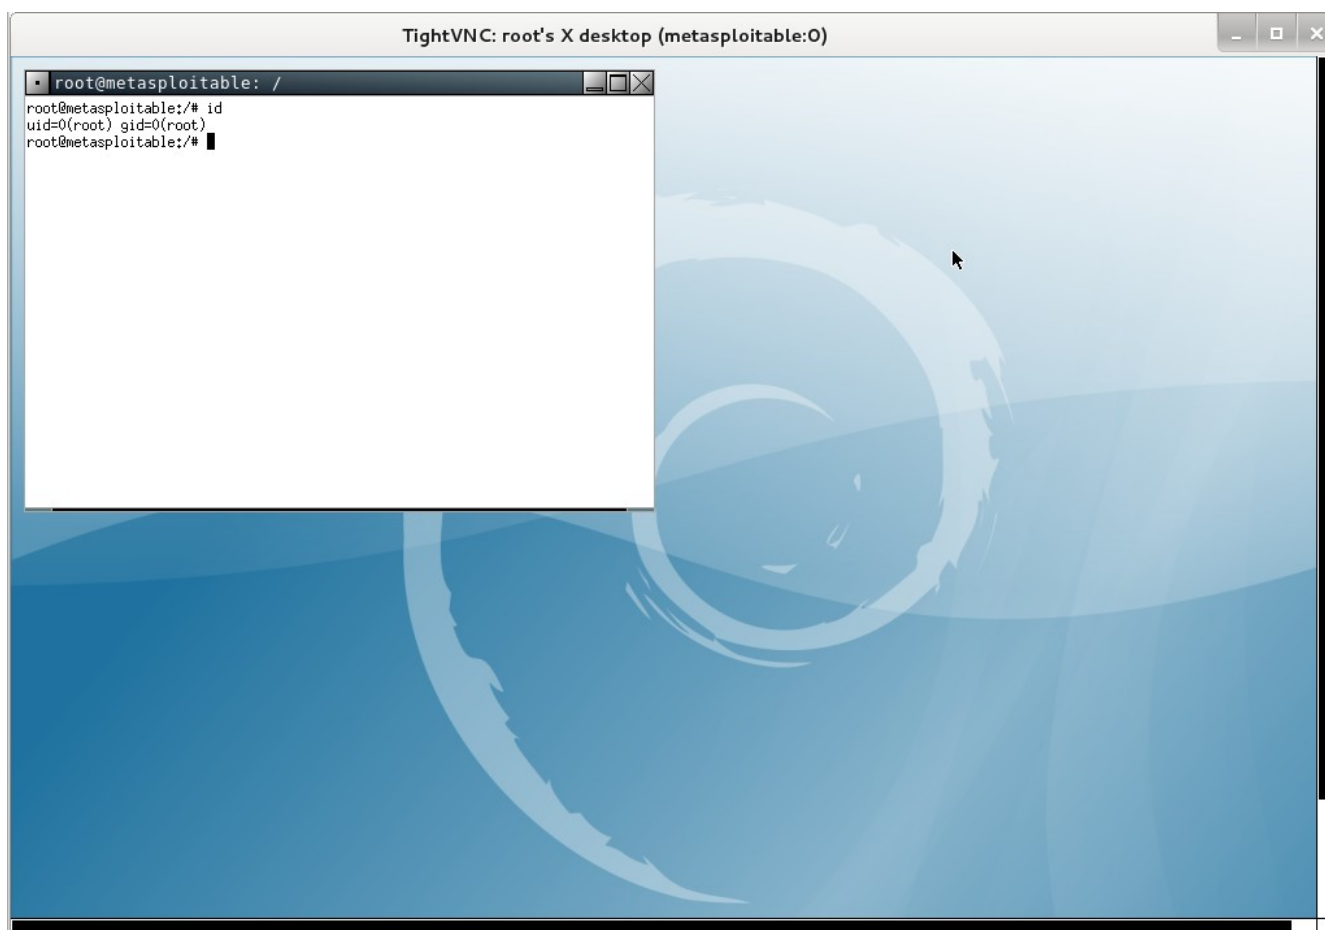 TightVNC: root's X desktop (metasploitable:0)
root@metasploitable: /
root@metasploitable:/# id
uid=0(root) gid=0(root)
root@metasploitable:/#